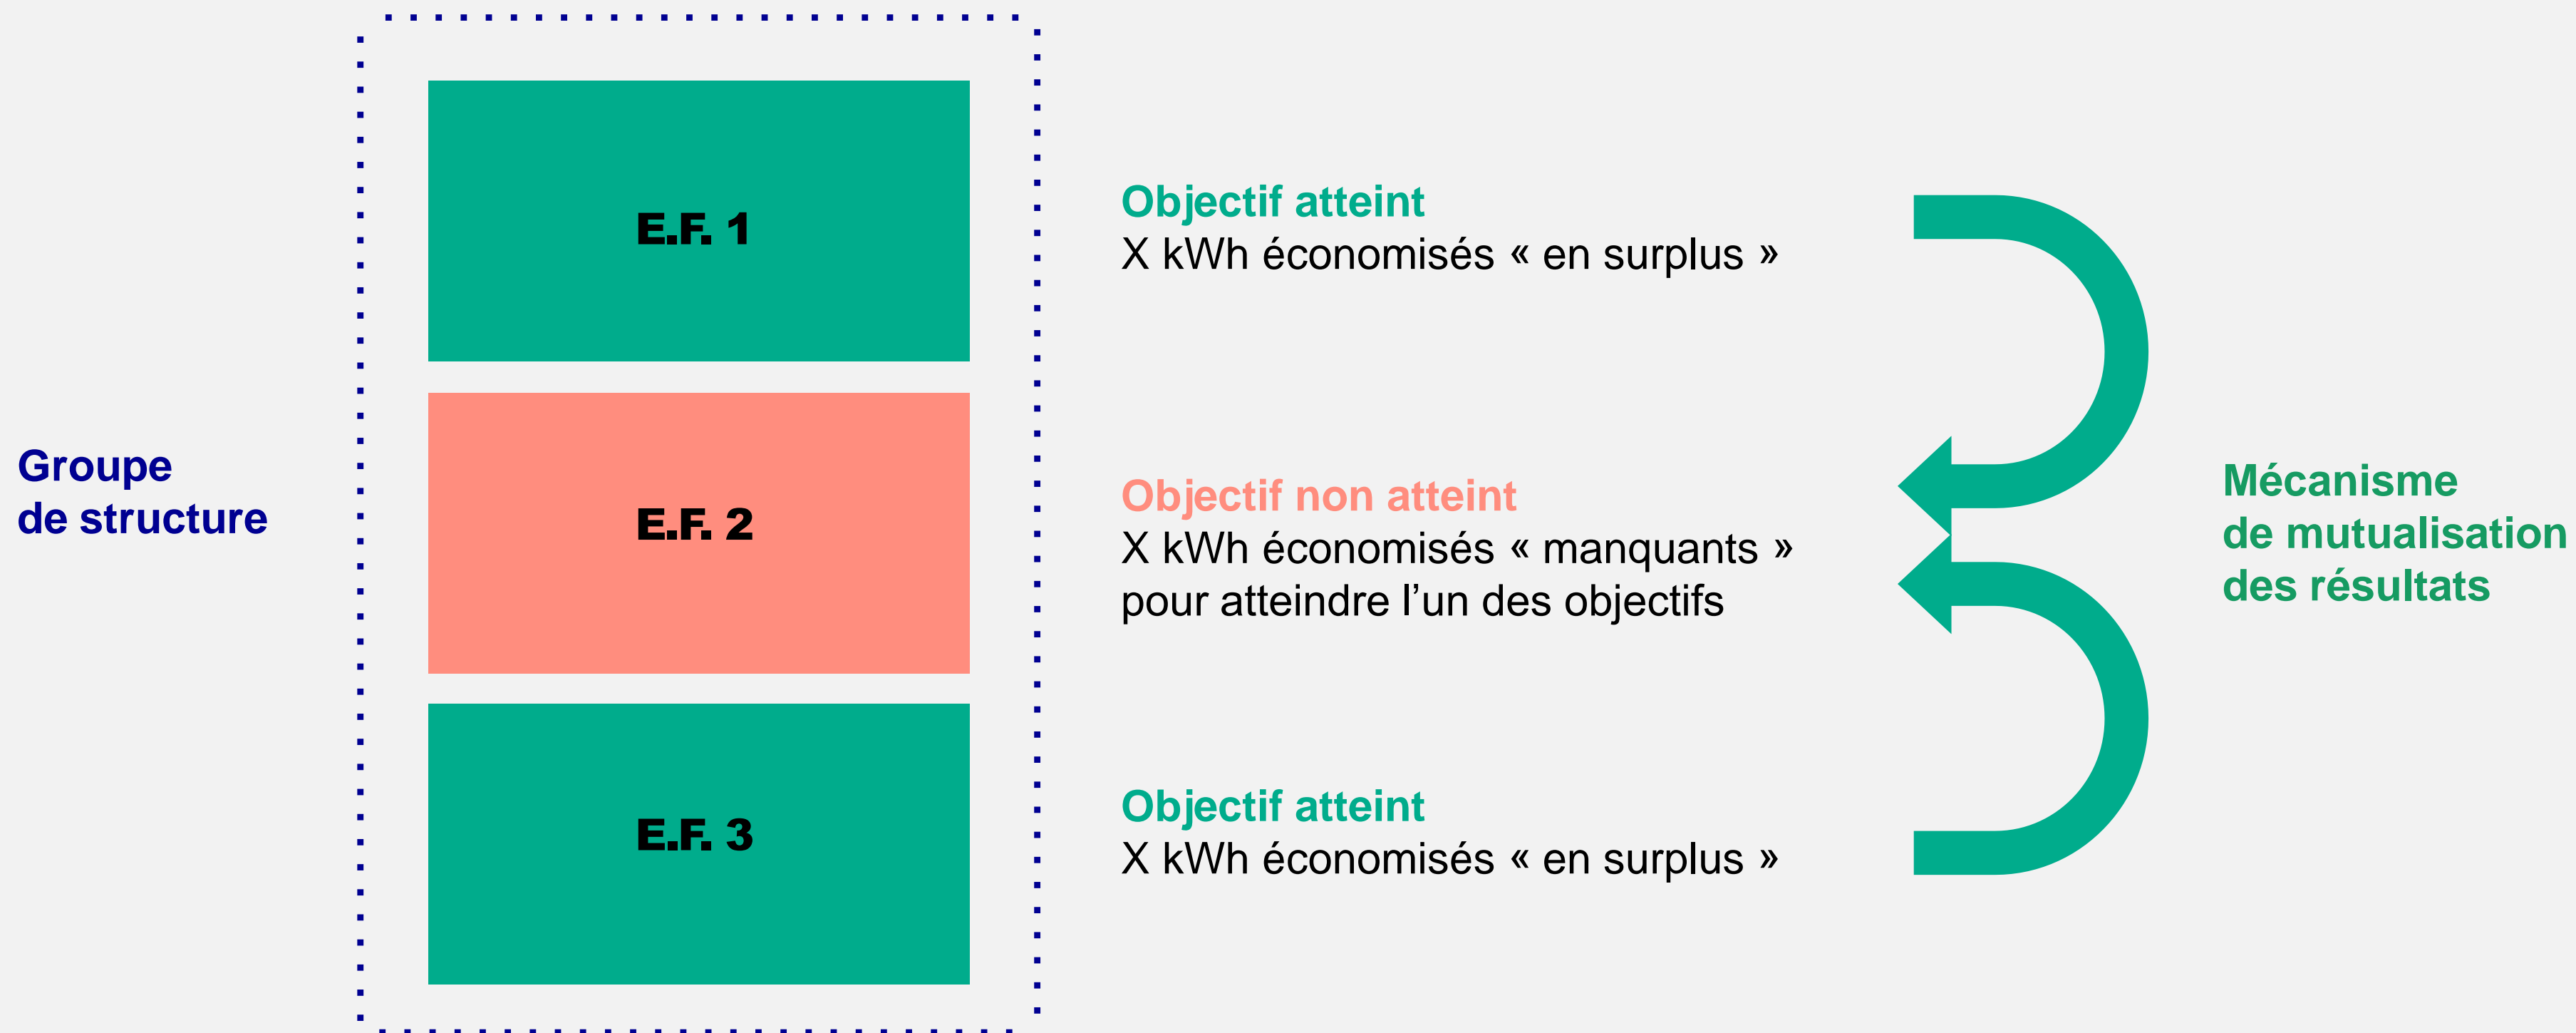 Groupe
de structure
E.F. 1
Objectif atteint
X kWh économisés « en surplus »
E.F. 2
Objectif non atteint
X kWh économisés « manquants »
pour atteindre l’un des objectifs
E.F. 3
Objectif atteint
X kWh économisés « en surplus »
Mécanisme
de mutualisation
des résultats